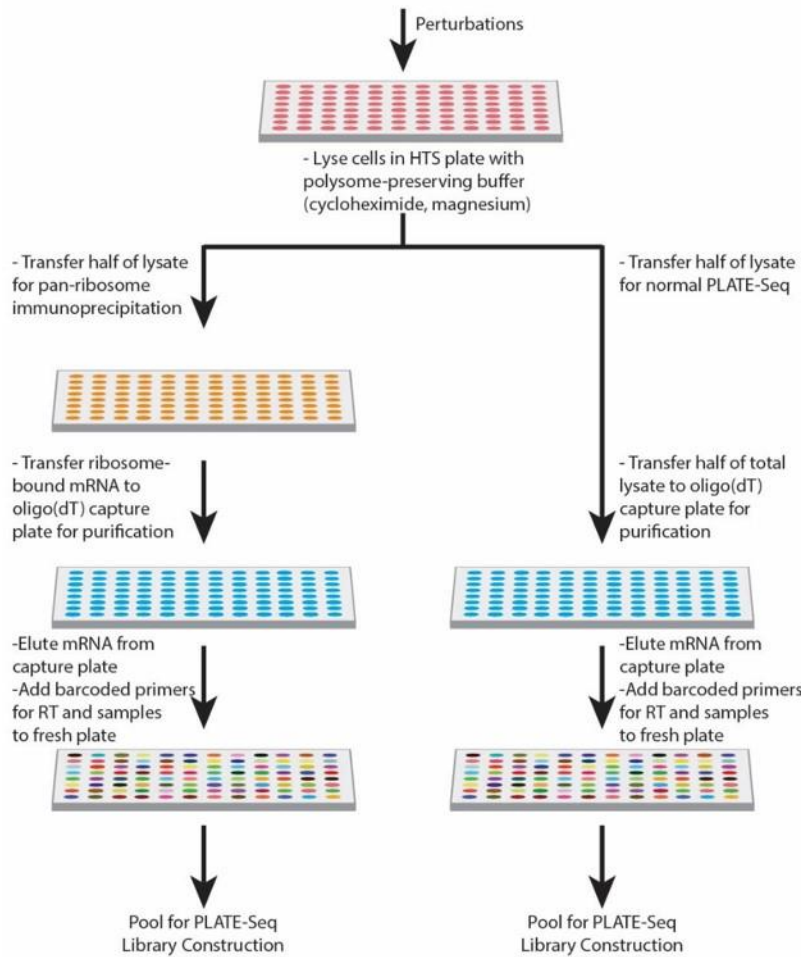 Perturbations
- Lyse cells in HTS plate with
polysome-preserving buffer
(cycloheximide, magnesium)
- Transfer half of lysate
for pan-ribosome
immunoprecipitation
- Transfer half of lysate
for normal PLATE-Seq
- Transfer ribosome-
bound mRNA to
oligo(dT) capture
plate for purification
- Transfer half of total
lysate to oligo(dT)
capture plate for
purification
-Elute mRNA from
capture plate
-Add barcoded primers
for RT and samples
to fresh plate
-Elute mRNA from
capture plate
-Add barcoded primers
for RT and samples
to fresh plate
Pool for PLATE-Seq
Library Construction
Pool for PLATE-Seq
Library Construction